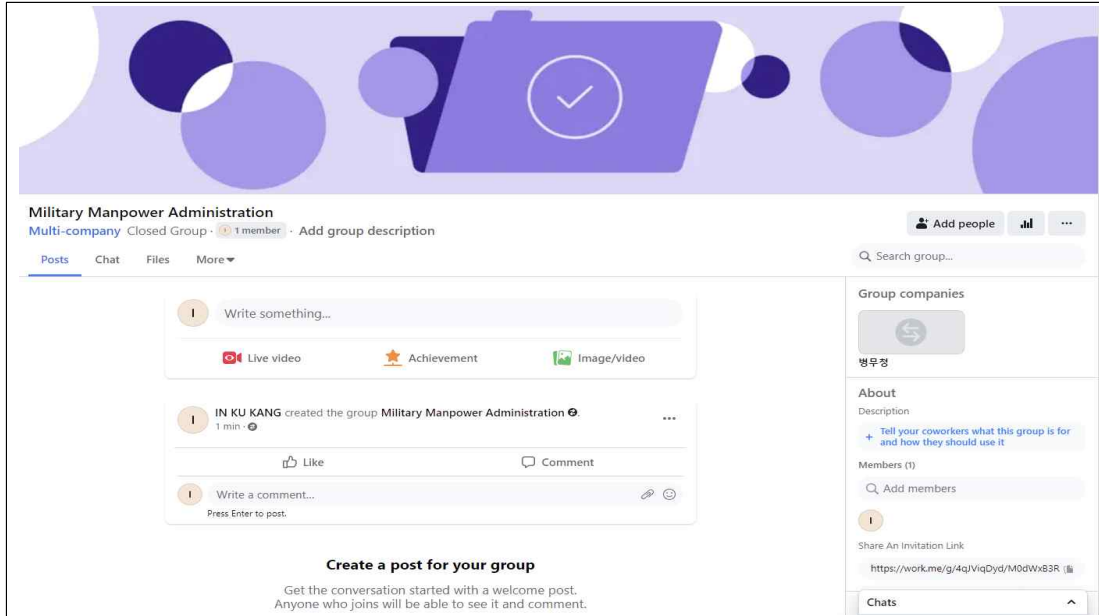 Military Manpower Administration
Multi-company Closed Group · I 1 member · Add group description
Add people
Posts Chat Files More
Search group...
I Write something...
Live video Achievement Image/video
I IN KU KANG created the group Military Manpower Administration.
1 min ·
Like Comment
I Write a comment...
Press Enter to post.
Create a post for your group
Get the conversation started with a welcome post.
Anyone who joins will be able to see it and comment.
Group companies
병무청
About
Description
+ Tell your coworkers what this group is for
and how they should use it
Members (1)
Add members
I
Share An Invitation Link
https://work.me/g/4qJViqDyd/M0dWxB3R
Chats